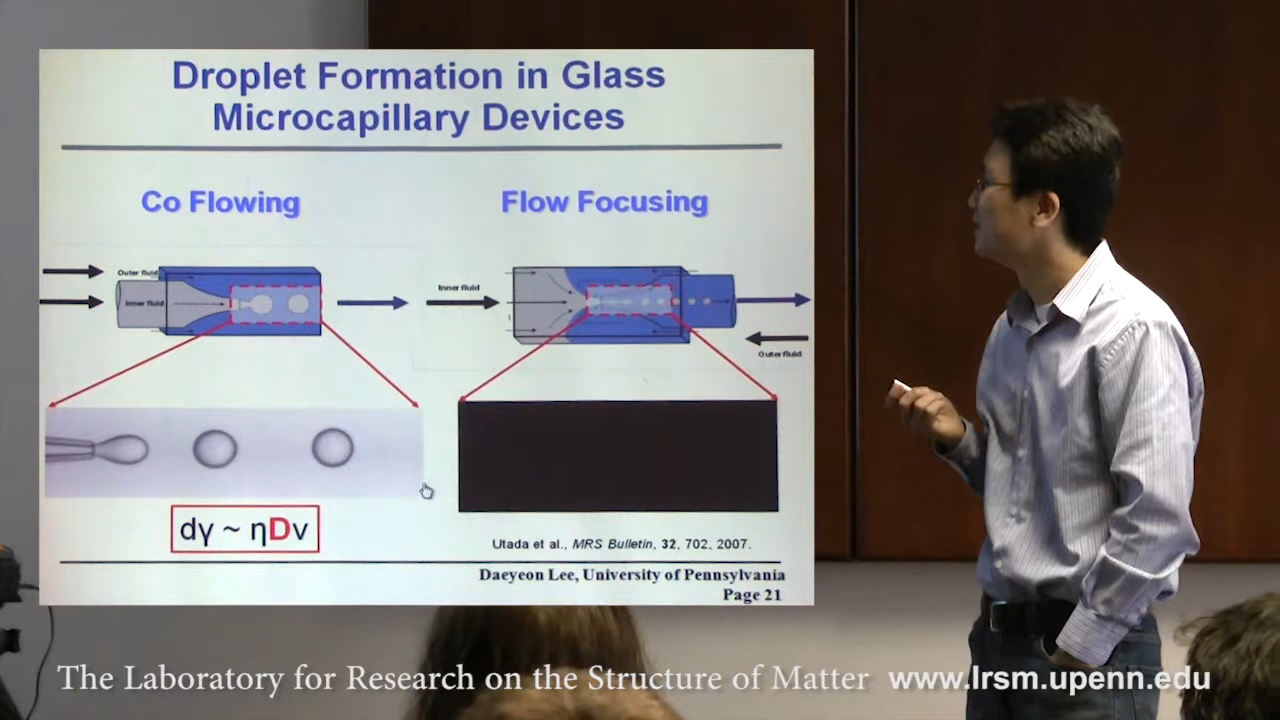 Droplet Formation in Glass
Microcapillary Devices
Co Flowing
Flow Focusing
Outer fluid
Inner fluid
Inner fluid
Outer fluid
dγ ~ ηDv
Utada et al., MRS Bulletin, 32, 702, 2007.
Daeyeon Lee, University of Pennsylvania
Page 21
The Laboratory for Research on the Structure of Matter www.lrsm.upenn.edu